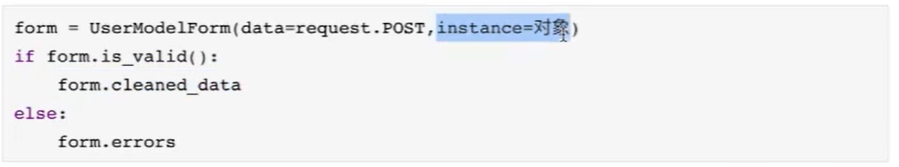 form = UserModelForm(data=request.POST,instance=对象)
if form.is_valid():
    form.cleaned_data
else:
    form.errors